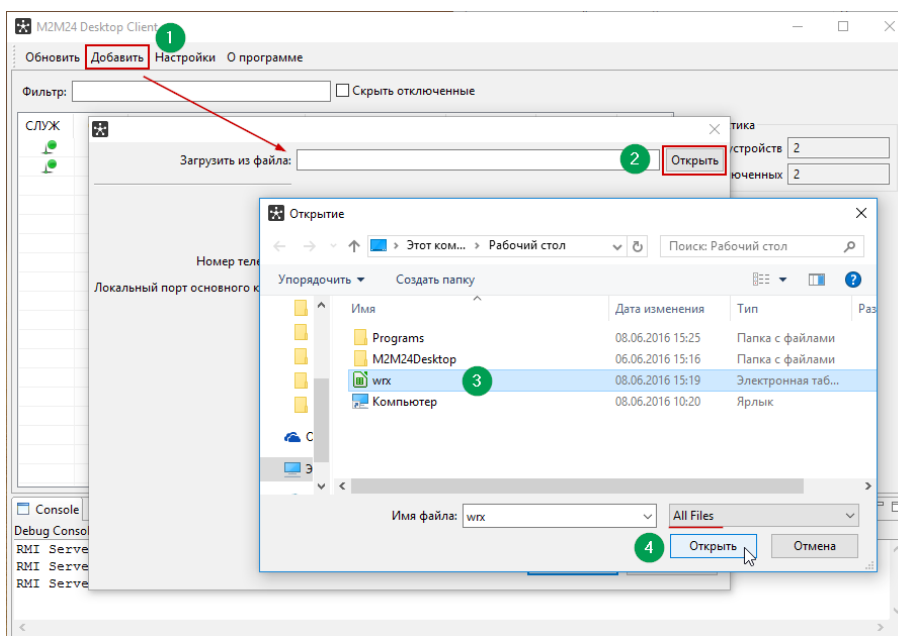 M2M24 Desktop Client
1
Обновить Добавить Настройки О программе
Фильтр:
Скрыть отключенные
СЛУЖ
тика
устройств 2
юченных 2
Загрузить из файла:
2
Открыть
Номер теле
Локальный порт основного к
Открытие
Этот ком... › Рабочий стол
Поиск: Рабочий стол
Упорядочить
Создать папку
Имя Дата изменения Тип Раз
Programs 08.06.2016 15:25 Папка с файлами
M2M24Desktop 06.06.2016 15:16 Папка с файлами
wrx 3 08.06.2016 15:19 Электронная таб...
Компьютер 08.06.2016 10:20 Ярлык
С
Э
Имя файла: wrx
All Files
4
Открыть
Отмена
Console
Debug Consol
RMI Serve
RMI Serve
RMI Serve